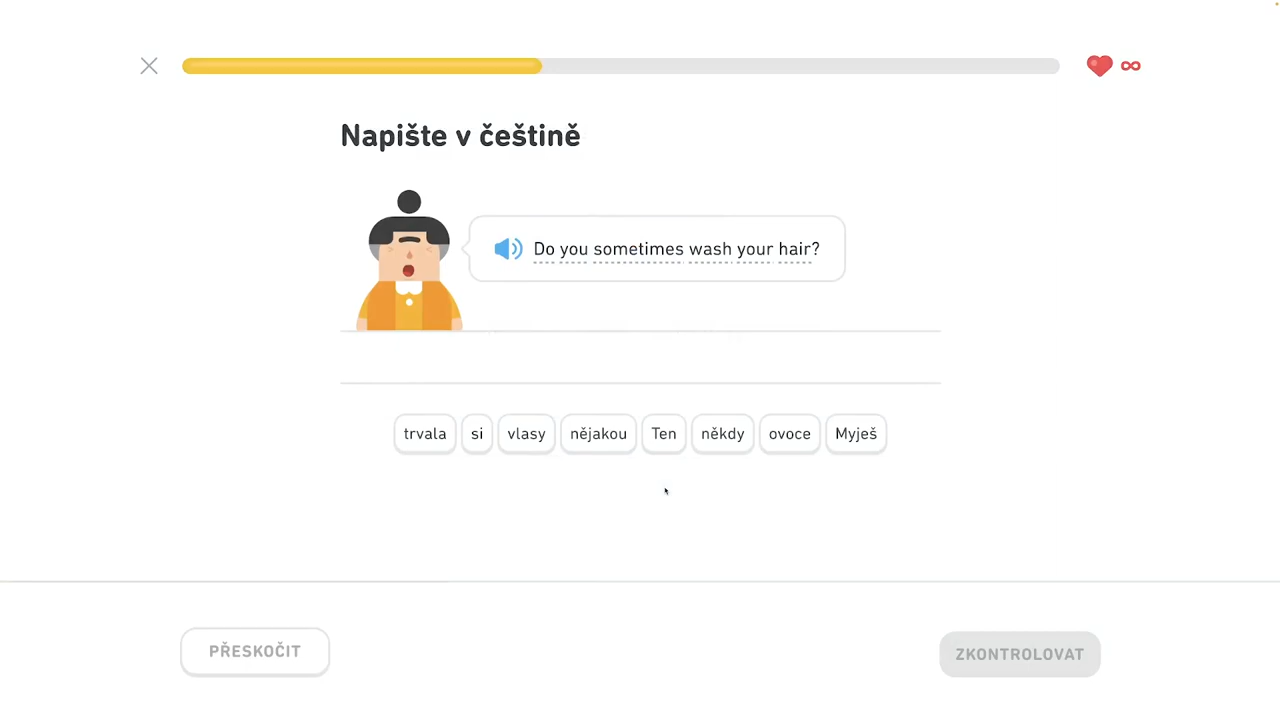 Napište v češtině
Do you sometimes wash your hair?
trvala si vlasy nějakou Ten někdy ovoce Myješ
PŘESKOČIT
ZKONTROLOVAT